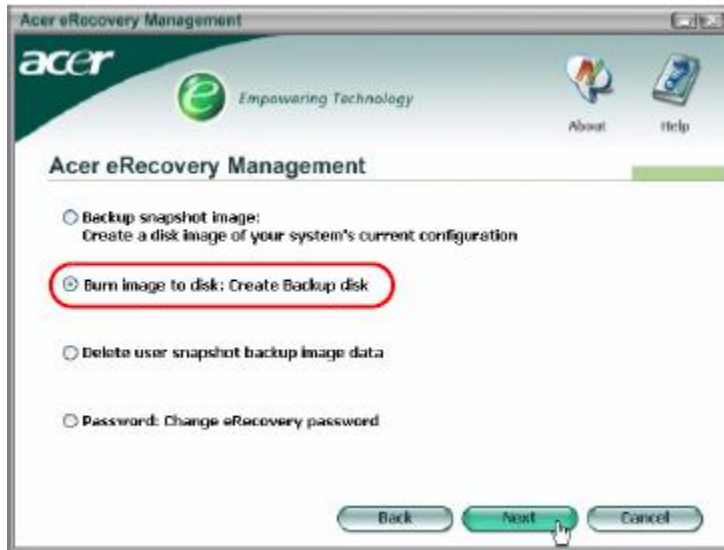 Acer eRecovery Management
acer
e Empowering Technology
About
Help
Acer eRecovery Management
Backup snapshot image:
Create a disk image of your system's current configuration
Burn image to disk: Create Backup disk
Delete user snapshot backup image data
Password: Change eRecovery password
Back
Next
Cancel